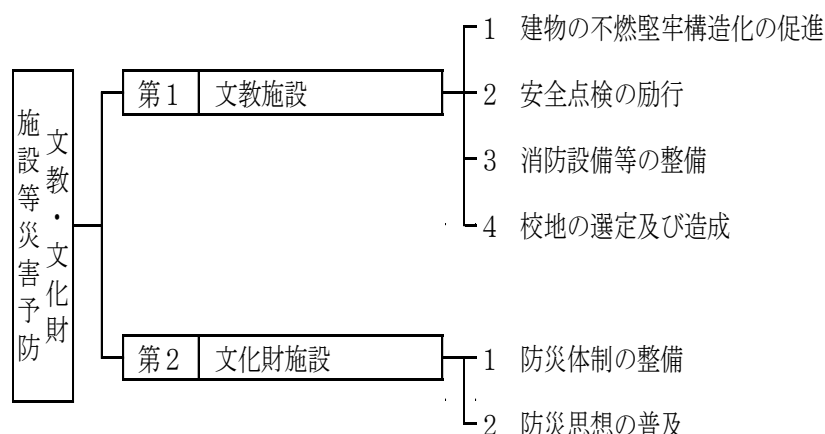 文教・文化財
施設等災害予防
第1 文教施設
1 建物の不燃堅牢構造化の促進
2 安全点検の励行
3 消防設備等の整備
4 校地の選定及び造成
第2 文化財施設
1 防災体制の整備
2 防災思想の普及